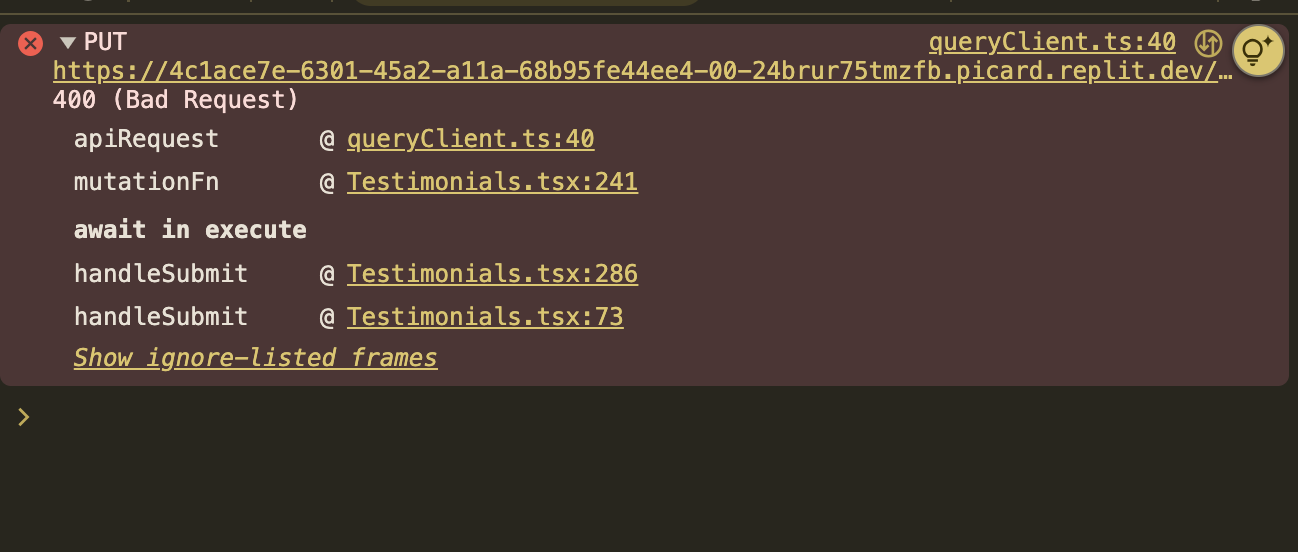 PUT queryClient.ts:40
https://4c1ace7e-6301-45a2-a11a-68b95fe44ee4-00-24brur75tmzfb.picard.replit.dev/…
400 (Bad Request)
apiRequest @ queryClient.ts:40
mutationFn @ Testimonials.tsx:241
await in execute
handleSubmit @ Testimonials.tsx:286
handleSubmit @ Testimonials.tsx:73
Show ignore-listed frames